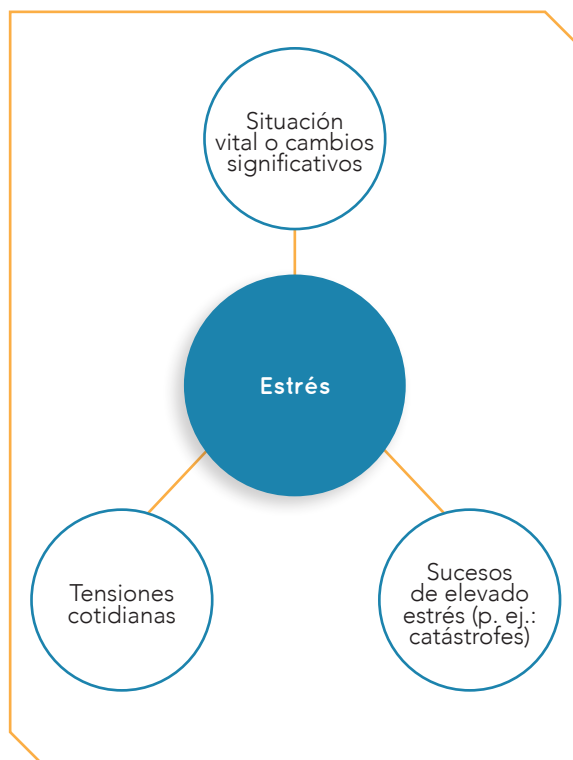 Situación
vital o cambios
significativos
Estrés
Tensiones
cotidianas
Sucesos
de elevado
estrés (p. ej.:
catástrofes)